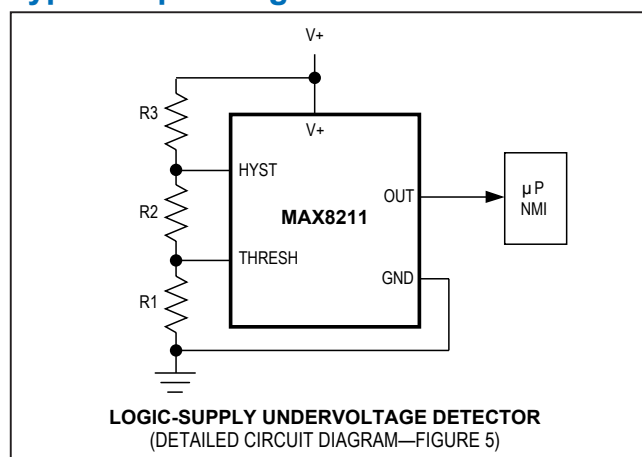 V+
R3
V+
HYST
R2
OUT
µP
NMI
MAX8211
THRESH
GND
R1
LOGIC-SUPPLY UNDERVOLTAGE DETECTOR
(DETAILED CIRCUIT DIAGRAM—FIGURE 5)